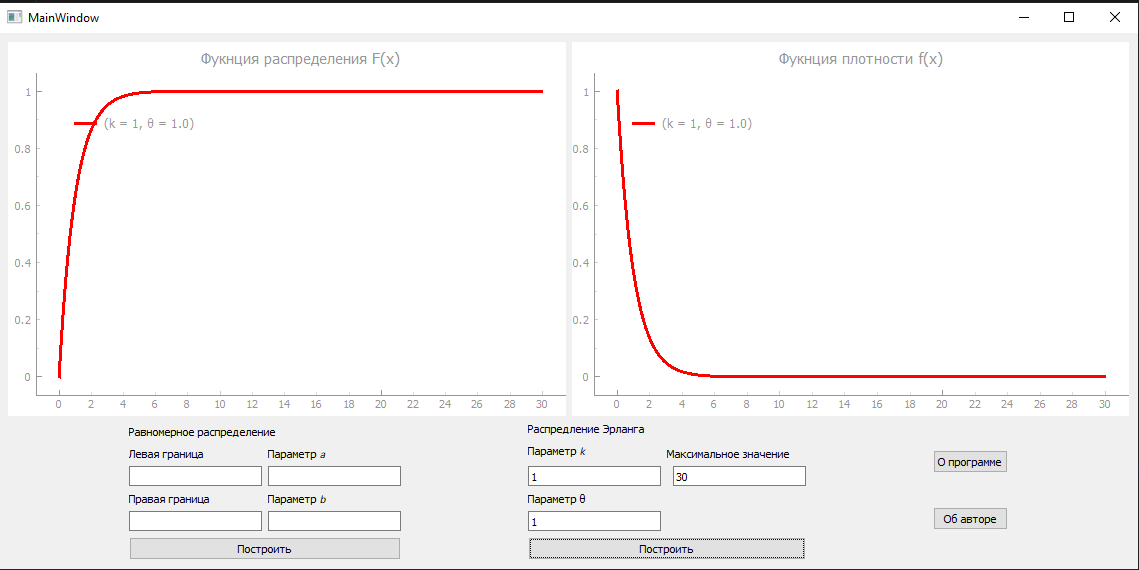 MainWindow
Фукнция распределения F(x)
1
(k = 1, θ = 1.0)
0.8
0.6
0.4
0.2
0
0 2 4 6 8 10 12 14 16 18 20 22 24 26 28 30
Фукнция плотности f(x)
1
(k = 1, θ = 1.0)
0.8
0.6
0.4
0.2
0
0 2 4 6 8 10 12 14 16 18 20 22 24 26 28 30
Равномерное распределение
Левая граница Параметр a
Правая граница Параметр b
Построить
Распредление Эрланга
Параметр k Максимальное значение
1 30
Параметр θ
1
Построить
О программе
Об авторе